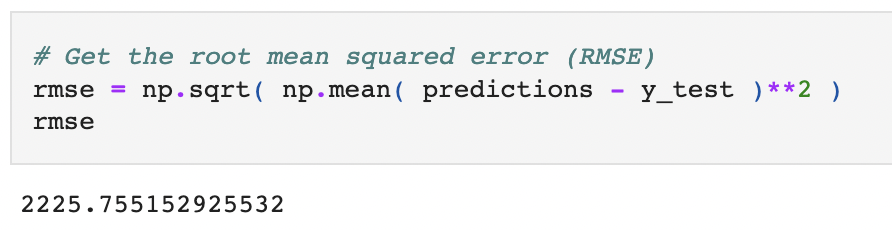 # Get the root mean squared error (RMSE)
rmse = np.sqrt( np.mean( predictions - y_test )**2 )
rmse
2225.755152925532